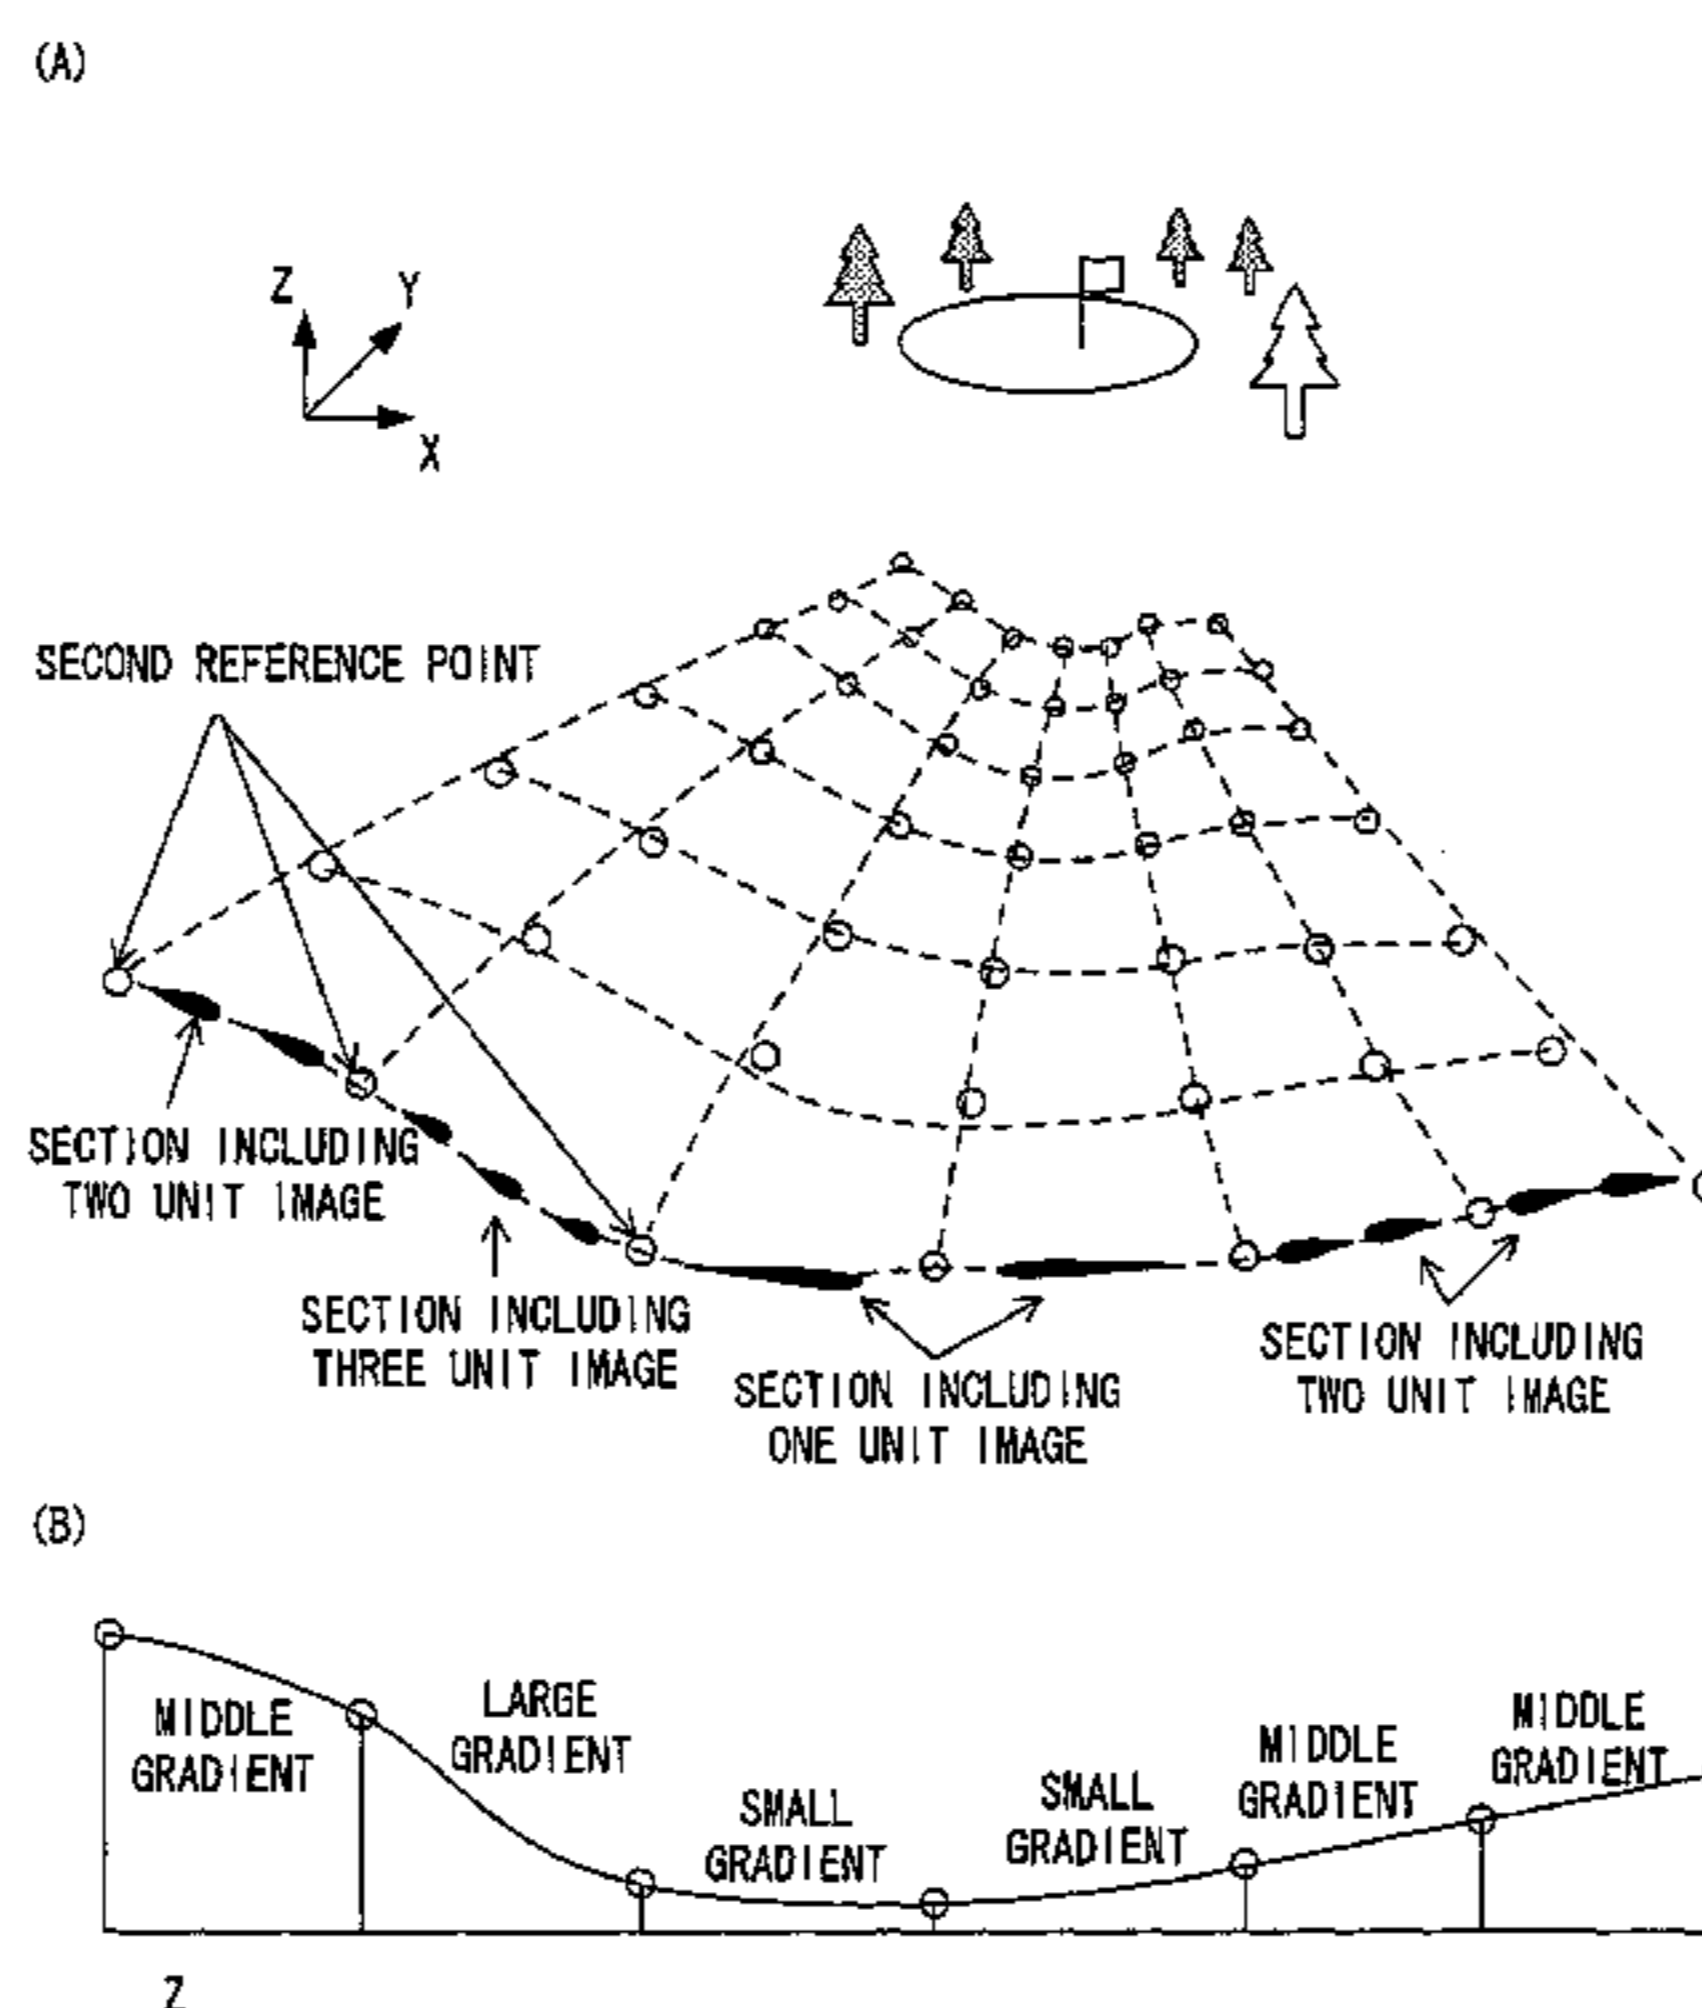 (A)
Z
Y
X
SECOND REFERENCE POINT
SECTION INCLUDING
TWO UNIT IMAGE
SECTION INCLUDING
THREE UNIT IMAGE
SECTION INCLUDING
ONE UNIT IMAGE
SECTION INCLUDING
TWO UNIT IMAGE
(B)
MIDDLE
GRADIENT
LARGE
GRADIENT
SMALL
GRADIENT
SMALL
GRADIENT
MIDDLE
GRADIENT
MIDDLE
GRADIENT
Z